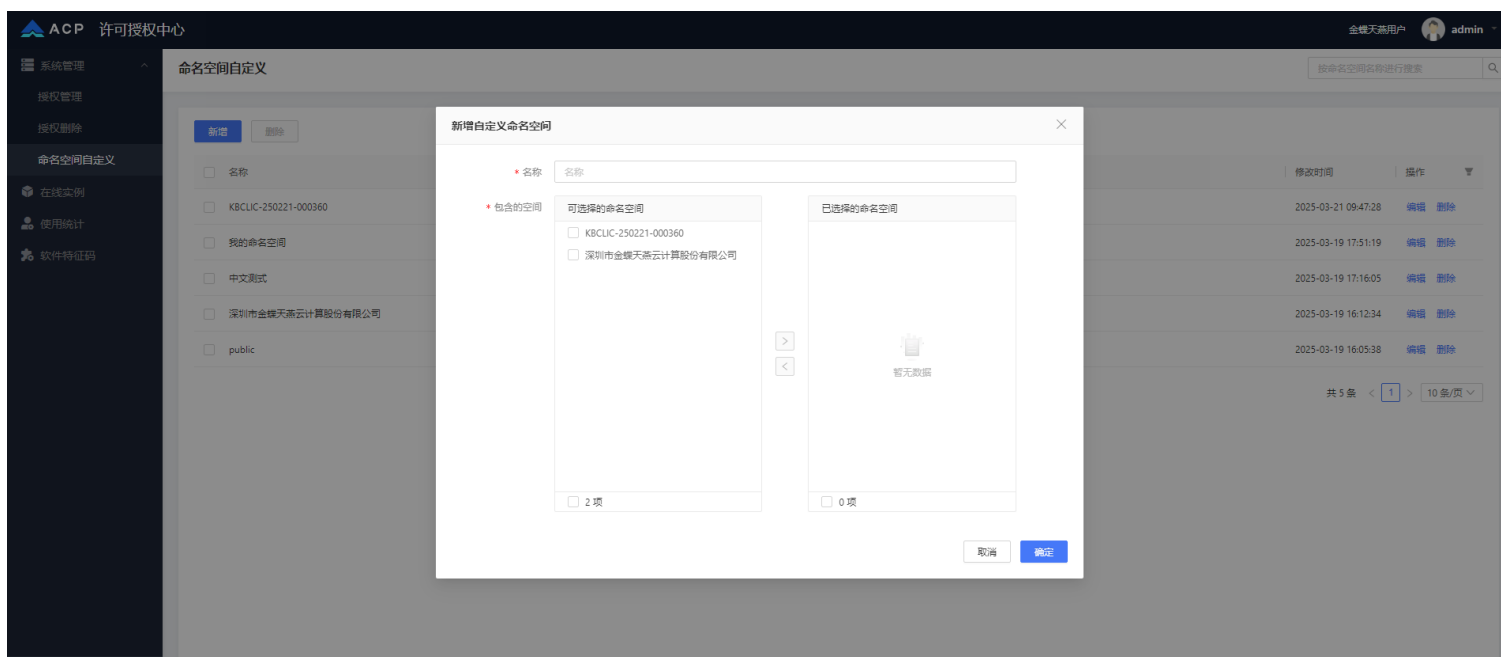 ACP 许可授权中心
金蝶天燕用户 admin
系统管理
授权管理
授权删除
命名空间自定义
在线实例
使用统计
软件特征码
命名空间自定义
按命名空间名称进行搜索
新增 删除
名称 修改时间 操作
KBCLIC-250221-000360 2025-03-21 09:47:28 编辑 删除
我的命名空间 2025-03-19 17:51:19 编辑 删除
中文测试 2025-03-19 17:16:05 编辑 删除
深圳市金蝶天燕云计算股份有限公司 2025-03-19 16:12:34 编辑 删除
public 2025-03-19 16:05:38 编辑 删除
共 5 条 < 1 > 10 条/页
新增自定义命名空间
* 名称 名称
* 包含的空间 可选择的命名空间 已选择的命名空间
KBCLIC-250221-000360
深圳市金蝶天燕云计算股份有限公司
暂无数据
2 项 0 项
取消 确定